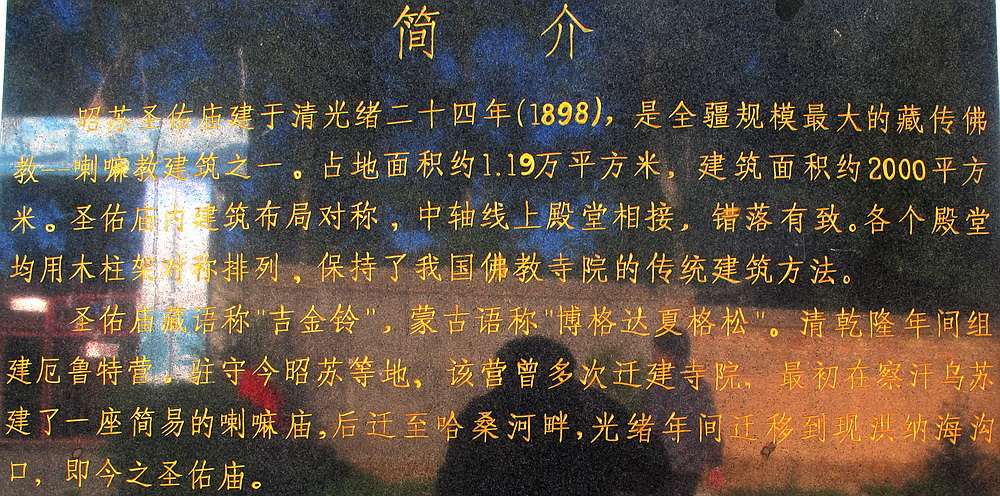 简 介
昭苏圣佑庙建于清光绪二十四年(1898)，是全疆规模最大的藏传佛
教—喇嘛教建筑之一。占地面积约1.19万平方米，建筑面积约2000平方
米。圣佑庙内建筑布局对称，中轴线上殿堂相接，错落有致。各个殿堂
均用木柱架对称排列，保持了我国佛教寺院的传统建筑方法。
圣佑庙藏语称"吉金铃"，蒙古语称"博格达夏格松"。清乾隆年间组
建厄鲁特营，驻守今昭苏等地，该营曾多次迁建寺院，最初在察汗乌苏
建了一座简易的喇嘛庙，后迁至哈桑河畔，光绪年间迁移到现洪纳海沟
口，即今之圣佑庙。